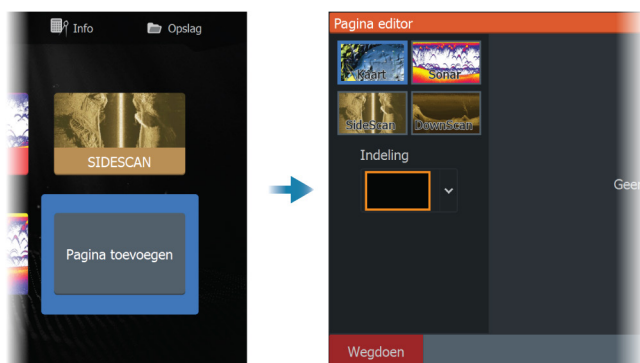 Info
Opslag
SIDESCAN
Pagina toevoegen
Pagina editor
Kaart
Sonar
SideScan
DownScan
Indeling
Wegdoen